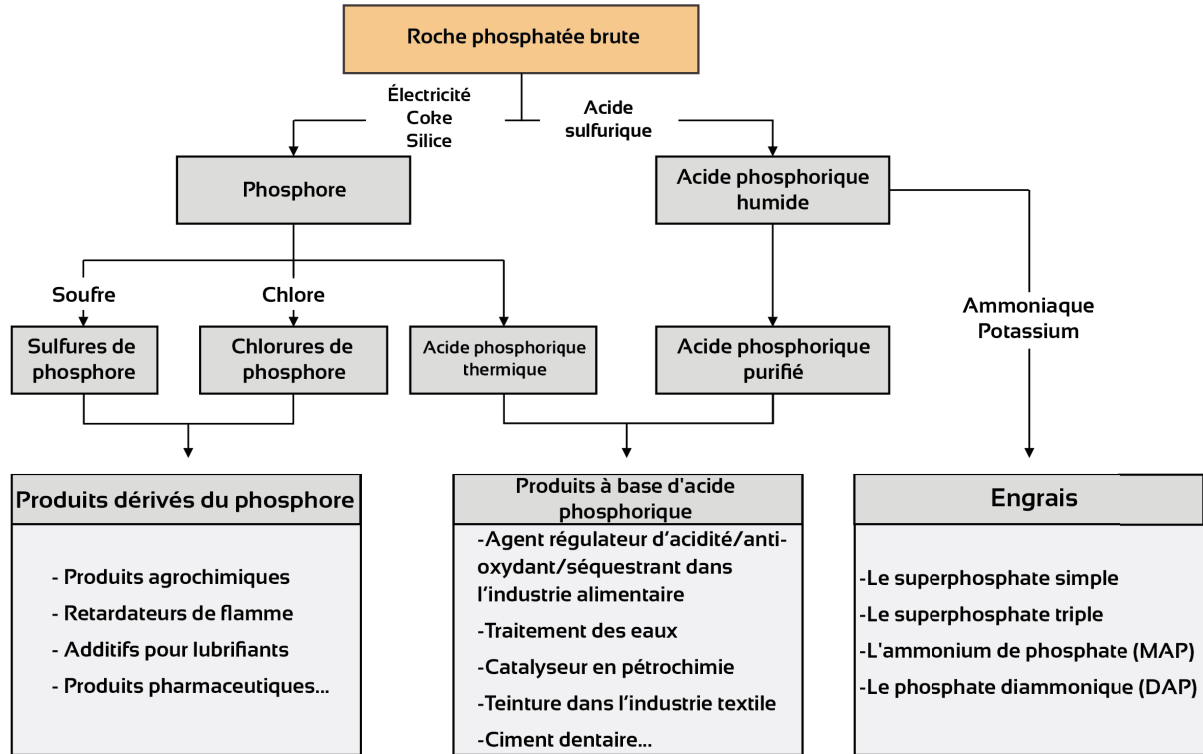 Roche phosphatée brute
Électricité
Coke
Silice
Acide
sulfurique
Phosphore
Acide phosphorique
humide
Soufre
Chlore
Ammoniaque
Potassium
Sulfures de
phosphore
Chlorures de
phosphore
Acide phosphorique
thermique
Acide phosphorique
purifié
Produits dérivés du phosphore
- Produits agrochimiques
- Retardateurs de flamme
- Additifs pour lubrifiants
- Produits pharmaceutiques...
Produits à base d'acide
phosphorique
-Agent régulateur d’acidité/anti-
oxydant/séquestrant dans
l’industrie alimentaire
-Traitement des eaux
-Catalyseur en pétrochimie
-Teinture dans l’industrie textile
-Ciment dentaire...
Engrais
-Le superphosphate simple
-Le superphosphate triple
-L'ammonium de phosphate (MAP)
-Le phosphate diammonique (DAP)